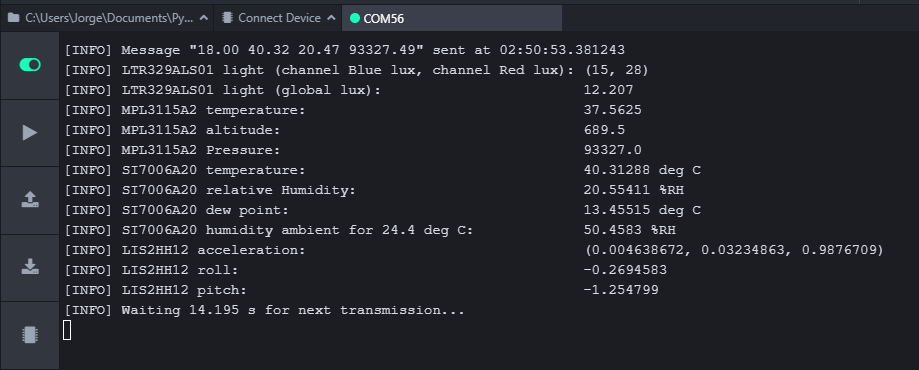 C:\Users\Jorge\Documents\Py... Connect Device COM56
[INFO] Message "18.00 40.32 20.47 93327.49" sent at 02:50:53.381243
[INFO] LTR329ALS01 light (channel Blue lux, channel Red lux): (15, 28)
[INFO] LTR329ALS01 light (global lux): 12.207
[INFO] MPL3115A2 temperature: 37.5625
[INFO] MPL3115A2 altitude: 689.5
[INFO] MPL3115A2 Pressure: 93327.0
[INFO] SI7006A20 temperature: 40.31288 deg C
[INFO] SI7006A20 relative Humidity: 20.55411 %RH
[INFO] SI7006A20 dew point: 13.45515 deg C
[INFO] SI7006A20 humidity ambient for 24.4 deg C: 50.4583 %RH
[INFO] LIS2HH12 acceleration: (0.004638672, 0.03234863, 0.9876709)
[INFO] LIS2HH12 roll: -0.2694583
[INFO] LIS2HH12 pitch: -1.254799
[INFO] Waiting 14.195 s for next transmission...